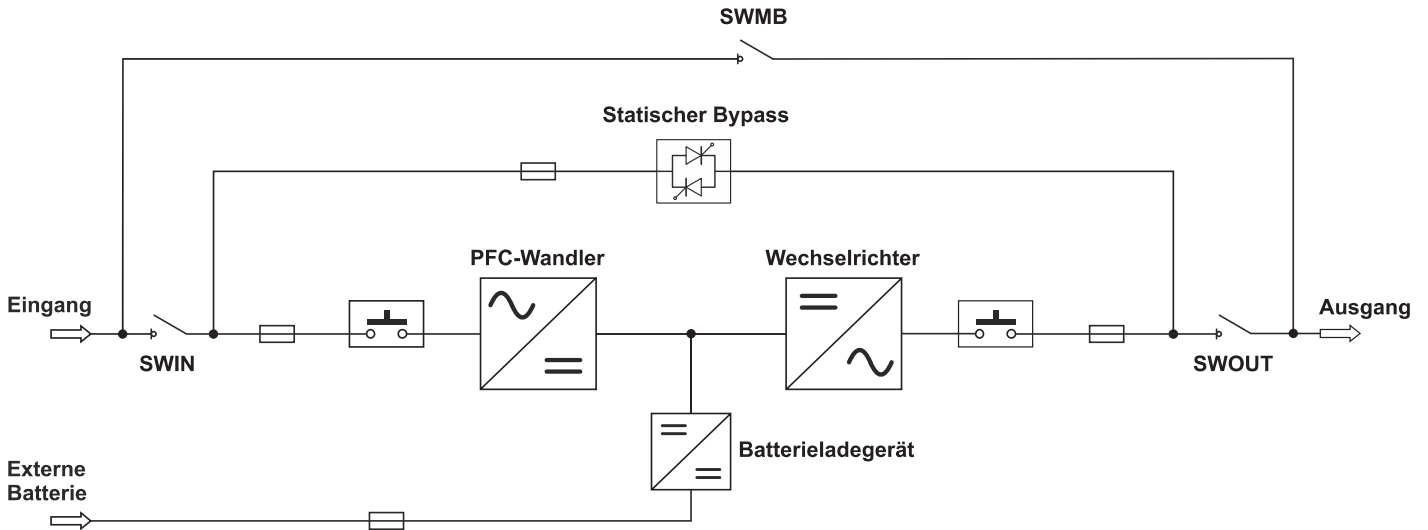 SWMB
Statischer Bypass
PFC-Wandler
Wechselrichter
Eingang
Ausgang
SWIN
SWOUT
Batterieladegerät
Externe
Batterie